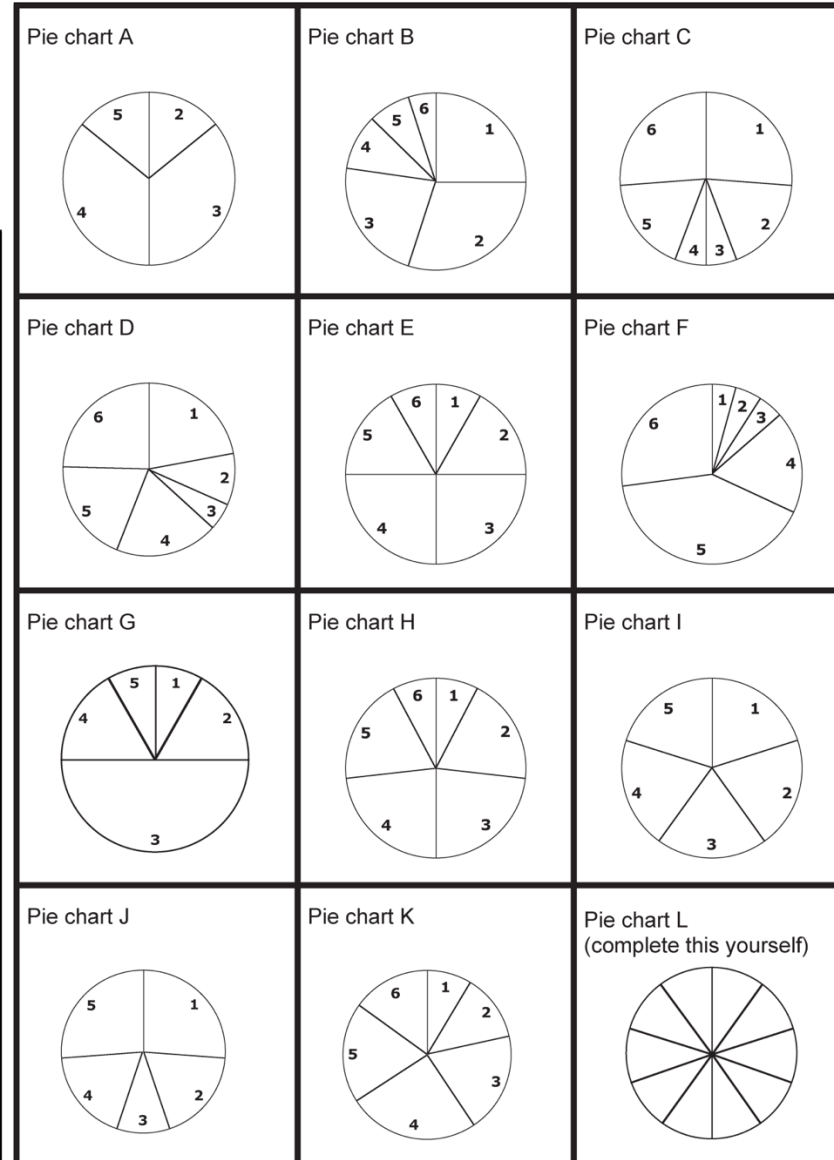 Pie chart A
5 2
4 3
Pie chart B
6
5 1
4
3
2
Pie chart C
6 1
5 2
4 3
Pie chart D
6 1
2
5 3
4
Pie chart E
6 1
5 2
4 3
Pie chart F
1 2
3
6
4
5
Pie chart G
5 1
4 2
3
Pie chart H
6 1
5 2
4 3
Pie chart I
5 1
4 2
3
Pie chart J
5 1
4 2
3
Pie chart K
6 1
2
5 3
4
Pie chart L
(complete this yourself)